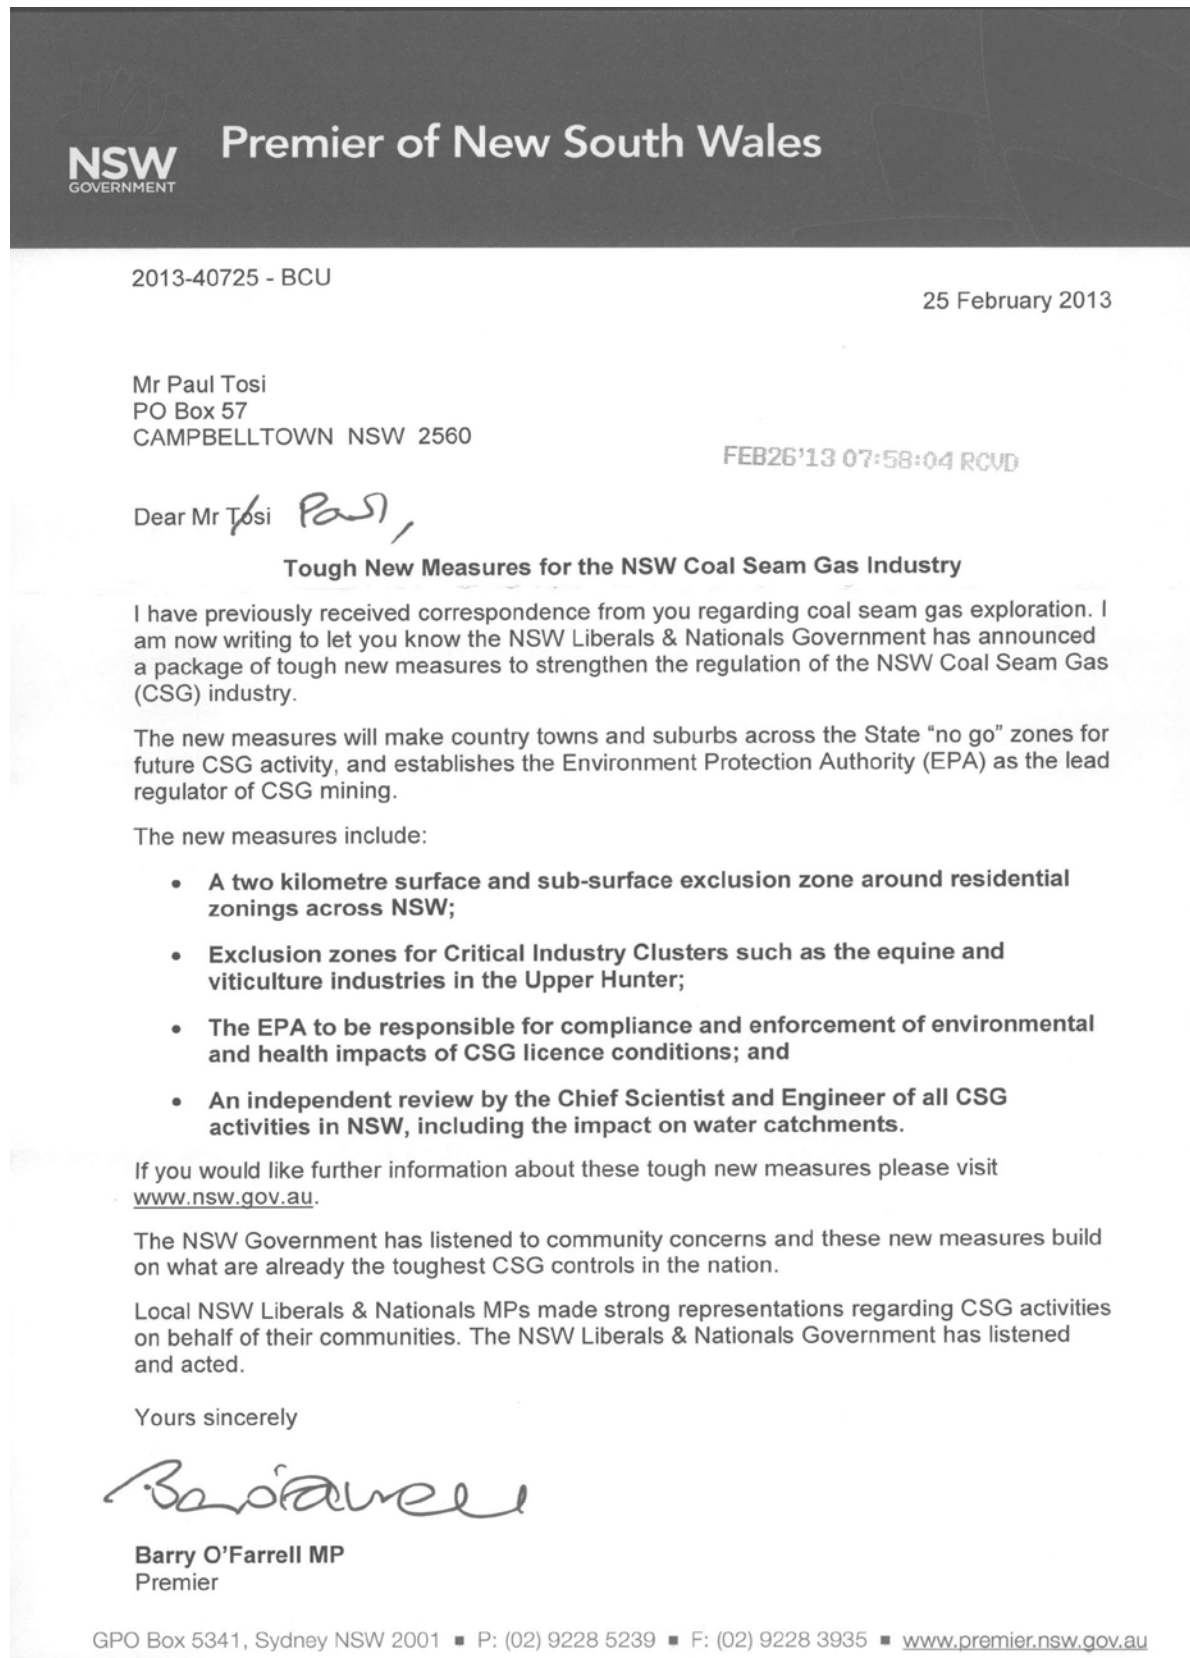 NSW
GOVERNMENT
Premier of New South Wales
2013-40725 - BCU
25 February 2013
Mr Paul Tosi
PO Box 57
CAMPBELLTOWN NSW 2560
FEB26'13 07:58:04 RCVD
Dear Mr Tosi Paul,
Tough New Measures for the NSW Coal Seam Gas Industry
I have previously received correspondence from you regarding coal seam gas exploration. I
am now writing to let you know the NSW Liberals & Nationals Government has announced
a package of tough new measures to strengthen the regulation of the NSW Coal Seam Gas
(CSG) industry.
The new measures will make country towns and suburbs across the State “no go” zones for
future CSG activity, and establishes the Environment Protection Authority (EPA) as the lead
regulator of CSG mining.
The new measures include:
• A two kilometre surface and sub-surface exclusion zone around residential
zonings across NSW;
• Exclusion zones for Critical Industry Clusters such as the equine and
viticulture industries in the Upper Hunter;
• The EPA to be responsible for compliance and enforcement of environmental
and health impacts of CSG licence conditions; and
• An independent review by the Chief Scientist and Engineer of all CSG
activities in NSW, including the impact on water catchments.
If you would like further information about these tough new measures please visit
www.nsw.gov.au.
The NSW Government has listened to community concerns and these new measures build
on what are already the toughest CSG controls in the nation.
Local NSW Liberals & Nationals MPs made strong representations regarding CSG activities
on behalf of their communities. The NSW Liberals & Nationals Government has listened
and acted.
Yours sincerely
Barry O'Farrell MP
Premier
GPO Box 5341, Sydney NSW 2001 ■ P: (02) 9228 5239 ■ F: (02) 9228 3935 ■ www.premier.nsw.gov.au